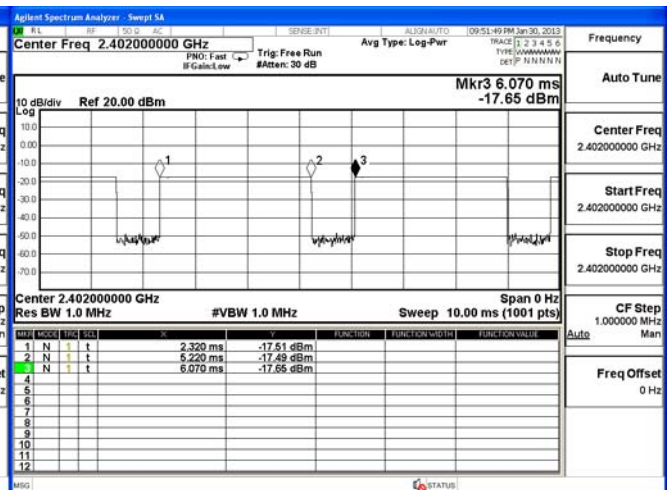 Agilent Spectrum Analyzer - Swept SA
RL RF 50 Ω AC SENSE:INT ALIGNAUTO 09:51:49 PM Jan 30, 2013
Center Freq 2.402000000 GHz
PNO: Fast
IFGain:Low
Trig: Free Run
#Atten: 30 dB
Avg Type: Log-Pwr
TRACE 1 2 3 4 5 6
TYPE
DET P N N N N N
Mkr3 6.070 ms
-17.65 dBm
10 dB/div Ref 20.00 dBm
Log
10.0
0.00
-10.0
-20.0
-30.0
-40.0
-50.0
-60.0
-70.0
1
2
3
Center 2.402000000 GHz Span 0 Hz
Res BW 1.0 MHz #VBW 1.0 MHz Sweep 10.00 ms (1001 pts)
MKR MODE TRC SCL X Y FUNCTION FUNCTION WIDTH FUNCTION VALUE
1 N 1 t 2.320 ms -17.51 dBm
2 N 1 t 5.220 ms -17.49 dBm
3 N 1 t 6.070 ms -17.65 dBm
4
5
6
7
8
9
10
11
12
MSG STATUS
Frequency
Auto Tune
Center Freq
2.402000000 GHz
Start Freq
2.402000000 GHz
Stop Freq
2.402000000 GHz
CF Step
1.000000 MHz
Auto Man
Freq Offset
0 Hz